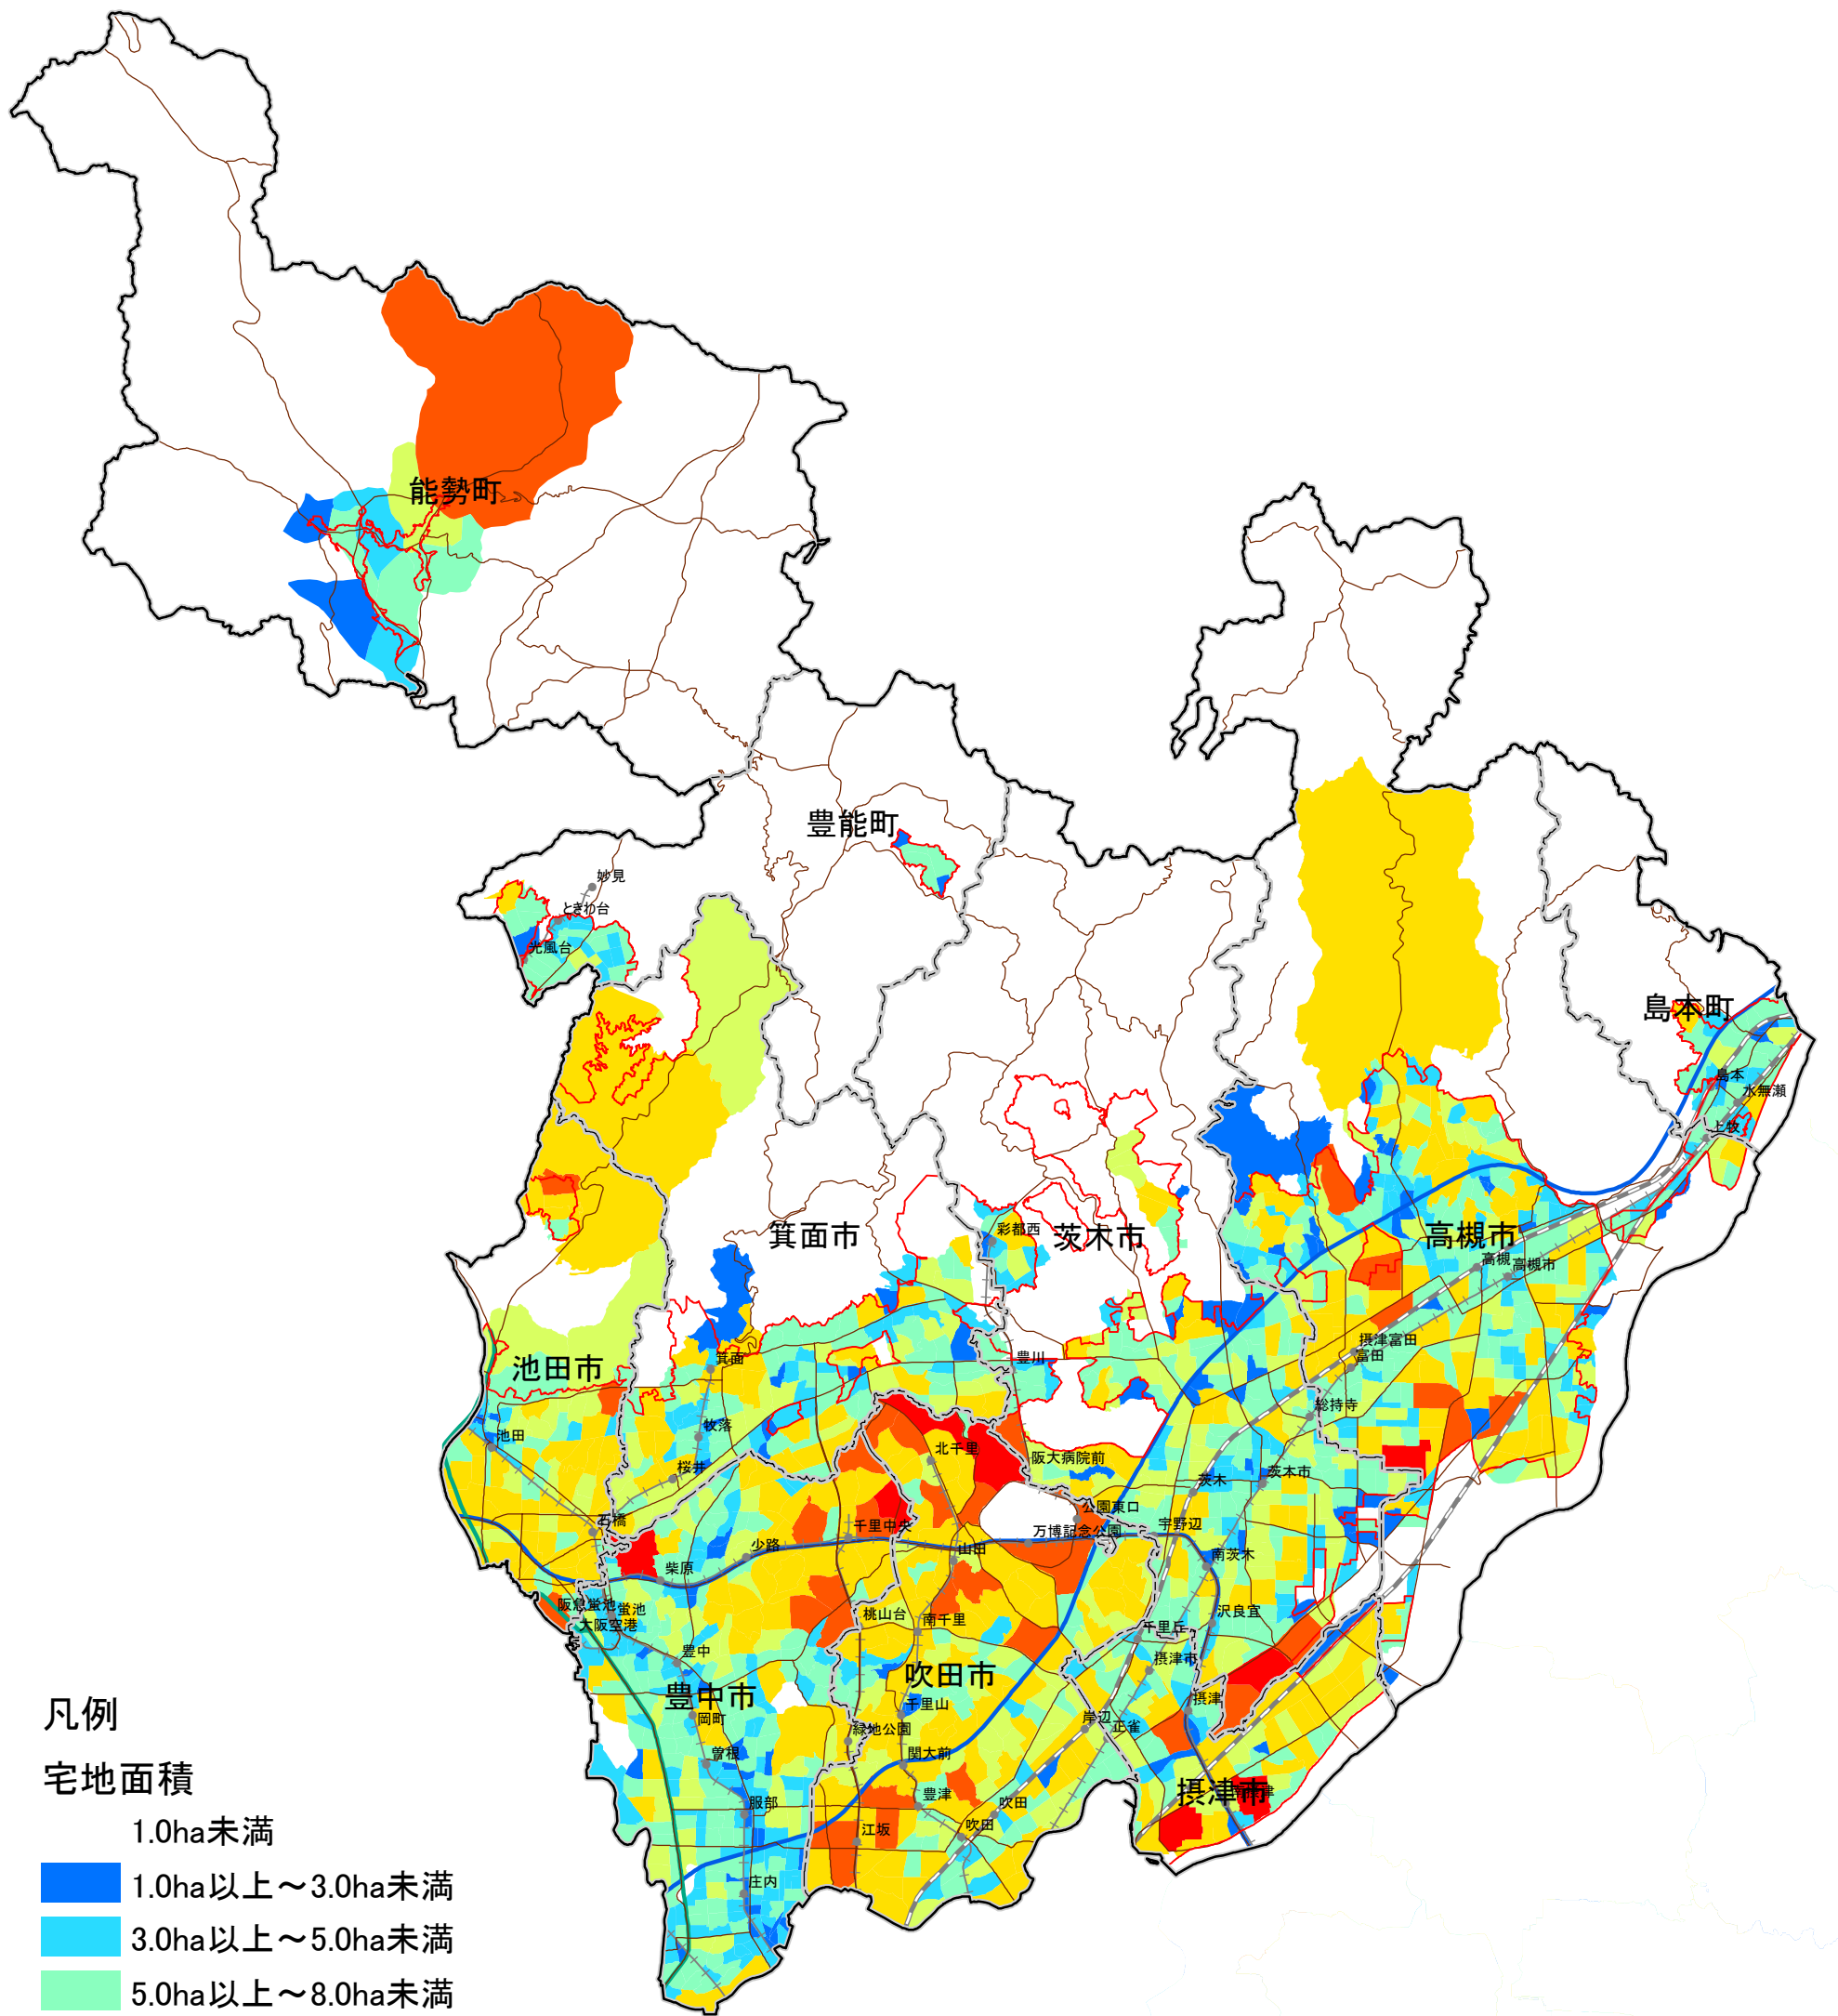 能勢町
豊能町
妙見
ときわ台
光風台
島本町
島本
水無瀬
上牧
箕面市
彩都西
茨木市
高槻市
高槻
高槻市
池田市
箕面
豊川
摂津富田
富田
総持寺
池田
牧落
桜井
北千里
阪大病院前
茨木
茨木市
公園東口
石橋
千里中央
万博記念公園
宇野辺
少路
山田
柴原
南茨木
阪急蛍池
蛍池
大阪空港
桃山台
南千里
沢良宜
千里丘
豊中
摂津市
吹田市
豊中市
千里山
摂津
岡町
緑地公園
岸辺
正雀
曽根
関大前
摂津市
豊津
服部
吹田
江坂
吹田
庄内
凡例
宅地面積
1.0ha未満
1.0ha以上～3.0ha未満
3.0ha以上～5.0ha未満
5.0ha以上～8.0ha未満